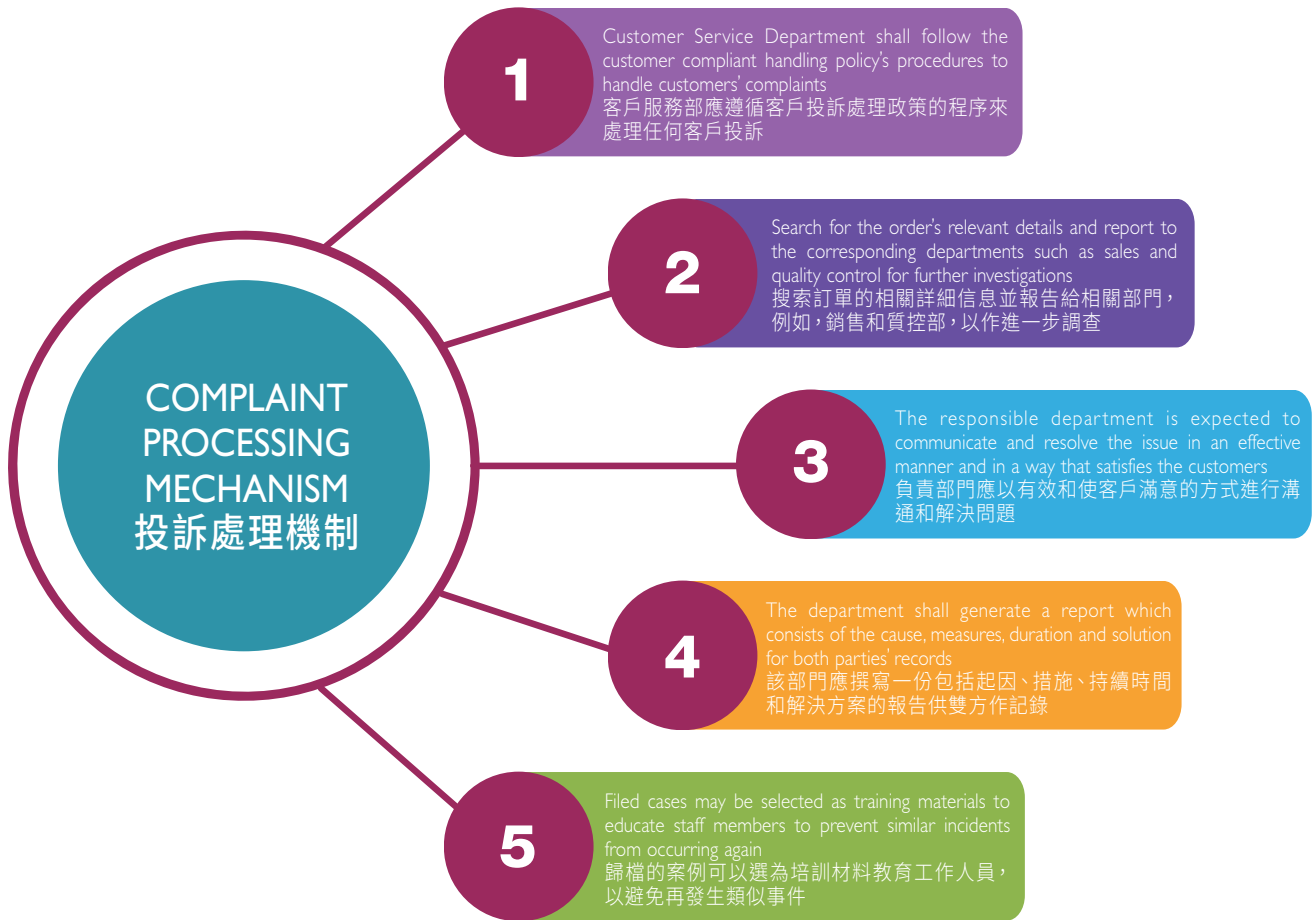 COMPLAINT
PROCESSING
MECHANISM
投訴處理機制
1
Customer Service Department shall follow the
customer compliant handling policy's procedures to
handle customers' complaints
客戶服務部應遵循客戶投訴處理政策的程序來
處理任何客戶投訴
2
Search for the order's relevant details and report to
the corresponding departments such as sales and
quality control for further investigations
搜索訂單的相關詳細信息並報告給相關部門，
例如，銷售和質控部，以作進一步調查
3
The responsible department is expected to
communicate and resolve the issue in an effective
manner and in a way that satisfies the customers
負責部門應以有效和使客戶滿意的方式進行溝
通和解決問題
4
The department shall generate a report which
consists of the cause, measures, duration and solution
for both parties' records
該部門應撰寫一份包括起因、措施、持續時間
和解決方案的報告供雙方作記錄
5
Filed cases may be selected as training materials to
educate staff members to prevent similar incidents
from occurring again
歸檔的案例可以選為培訓材料教育工作人員，
以避免再發生類似事件